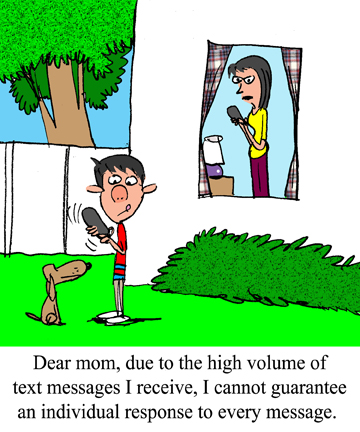 Dear mom, due to the high volume of
text messages I receive, I cannot guarantee
an individual response to every message.